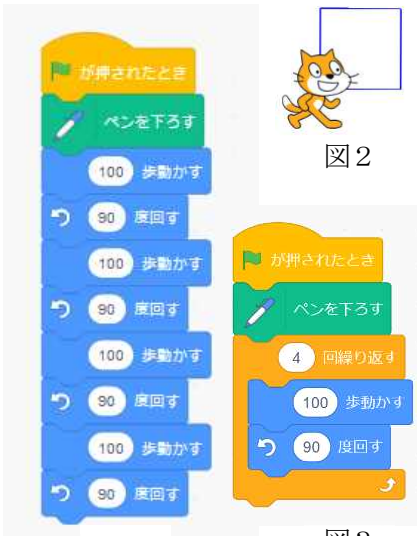 が押されたとき
ペンを下ろす
100 歩動かす
90 度回す
100 歩動かす
90 度回す
100 歩動かす
90 度回す
100 歩動かす
90 度回す
図2
が押されたとき
ペンを下ろす
4 回繰り返す
100 歩動かす
90 度回す